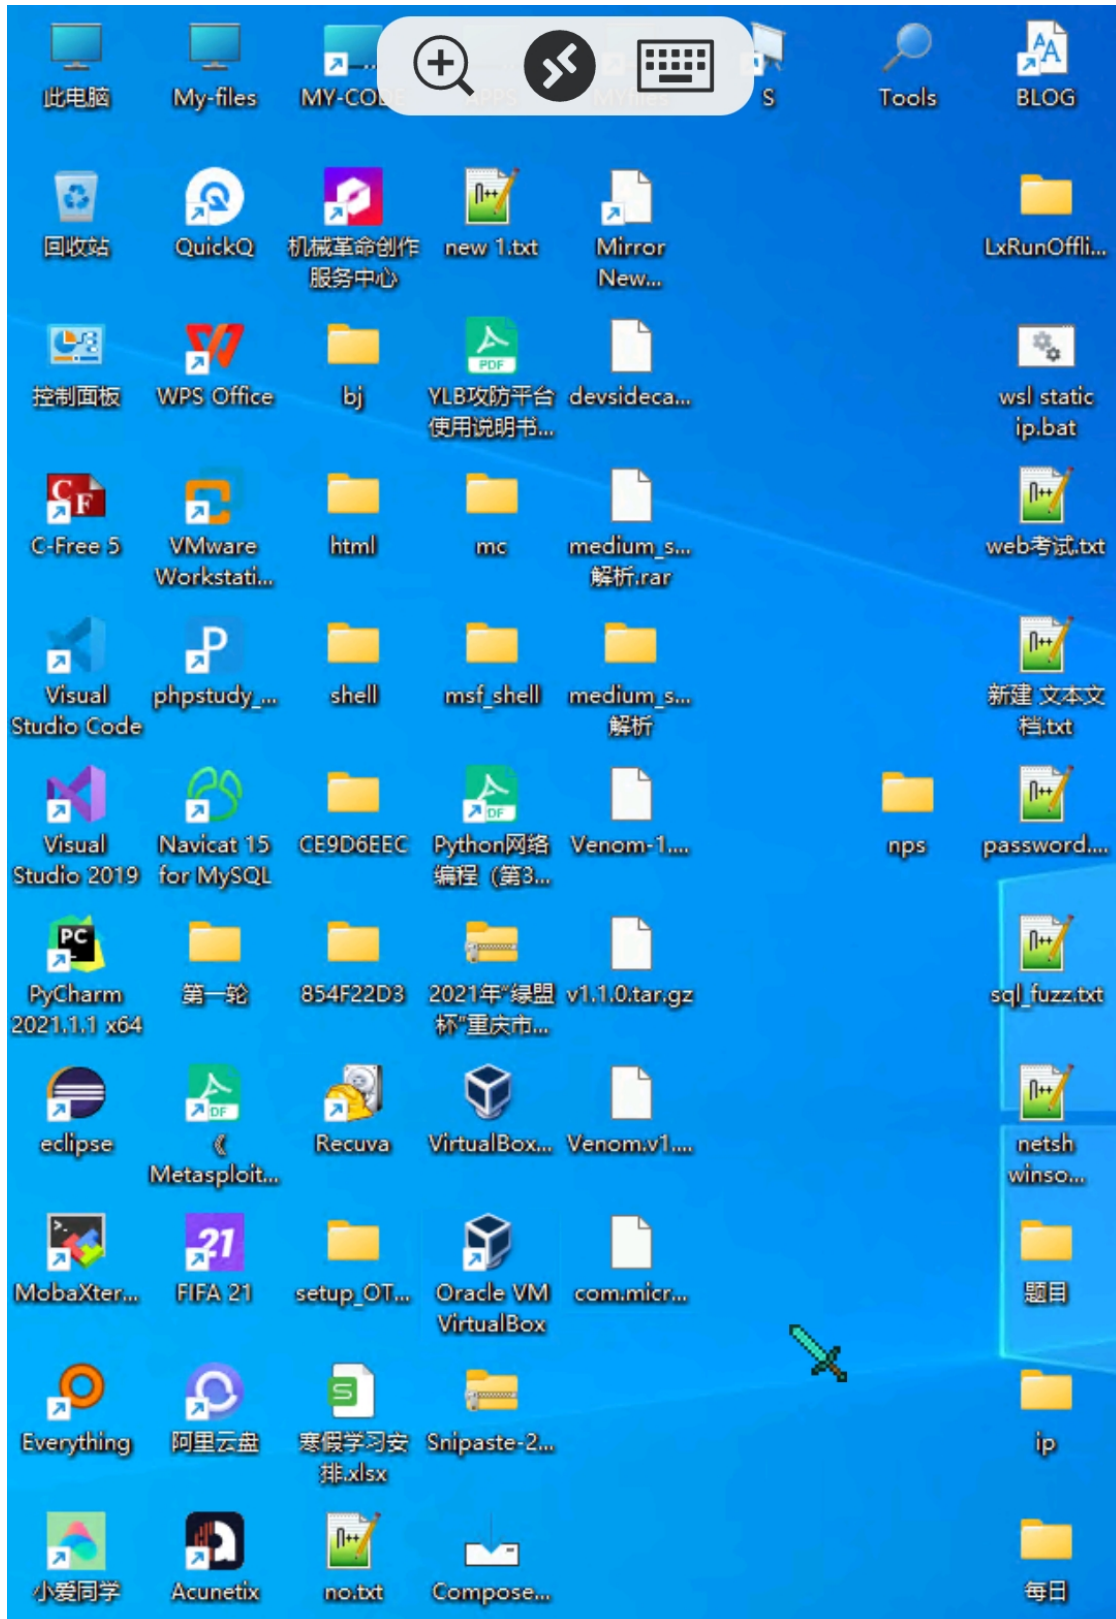 此电脑
My-files
MY-CO
S
Tools
BLOG
回收站
QuickQ
机械革命创作
服务中心
new 1.txt
Mirror
New...
LxRunOffli...
控制面板
WPS Office
bj
PDF
YLB攻防平台
使用说明书...
devsideca...
wsl static
ip.bat
C-Free 5
VMware
Workstati...
html
mc
medium_s...
解析.rar
web考试.txt
Visual
Studio Code
phpstudy_...
shell
msf_shell
medium_s...
解析
新建 文本文
档.txt
Visual
Studio 2019
Navicat 15
for MySQL
CE9D6EEC
Python网络
编程（第3...
Venom-1....
nps
password....
PC
PyCharm
2021.1.1 x64
第一轮
854F22D3
2021年“绿盟
杯”重庆市...
v1.1.0.tar.gz
sql_fuzz.txt
eclipse
《
Metasploit...
Recuva
VirtualBox...
Venom.v1....
netsh
winso...
MobaXter...
21
FIFA 21
setup_OT...
Oracle VM
VirtualBox
com.micr...
题目
Everything
阿里云盘
寒假学习安
排.xlsx
Snipaste-2...
ip
小爱同学
Acunetix
no.txt
Compose...
每日